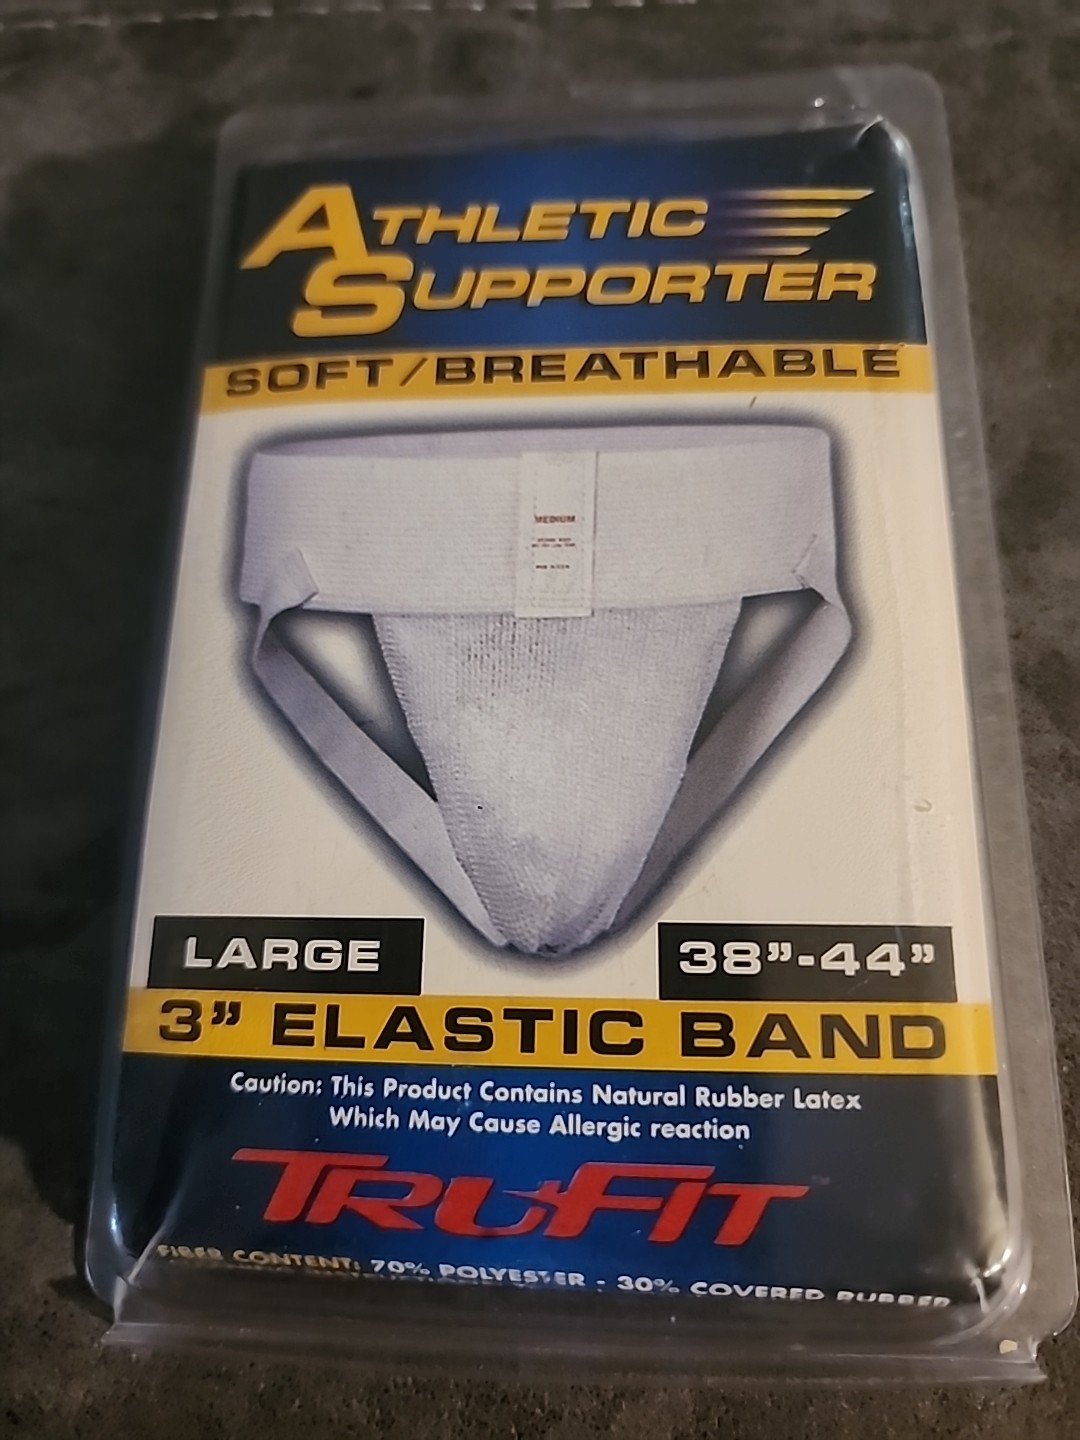 ATHLETIC
SUPPORTER
SOFT/BREATHABLE
MEDIUM
LARGE
38”-44”
3” ELASTIC BAND
Caution: This Product Contains Natural Rubber Latex
Which May Cause Allergic reaction
TRUFIT
FIBER CONTENT: 70% POLYESTER - 30% COVERED RUBBER